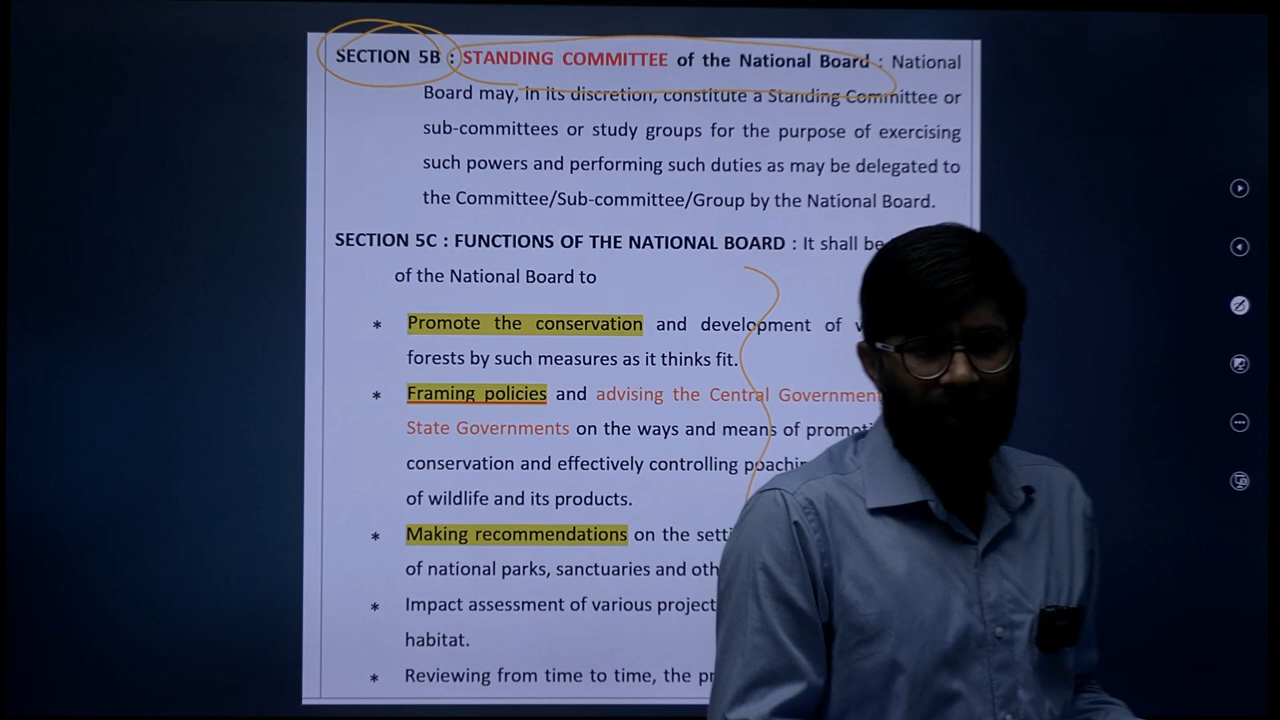 SECTION 5B : STANDING COMMITTEE of the National Board : National
Board may, in its discretion, constitute a Standing Committee or
sub-committees or study groups for the purpose of exercising
such powers and performing such duties as may be delegated to
the Committee/Sub-committee/Group by the National Board.
SECTION 5C : FUNCTIONS OF THE NATIONAL BOARD : It shall be
of the National Board to
* Promote the conservation and development of
forests by such measures as it thinks fit.
* Framing policies and advising the Central Government
State Governments on the ways and means of
conservation and effectively controlling
of wildlife and its products.
* Making recommendations on the
of national parks, sanctuaries and
* Impact assessment of various
habitat.
* Reviewing from time to time, the